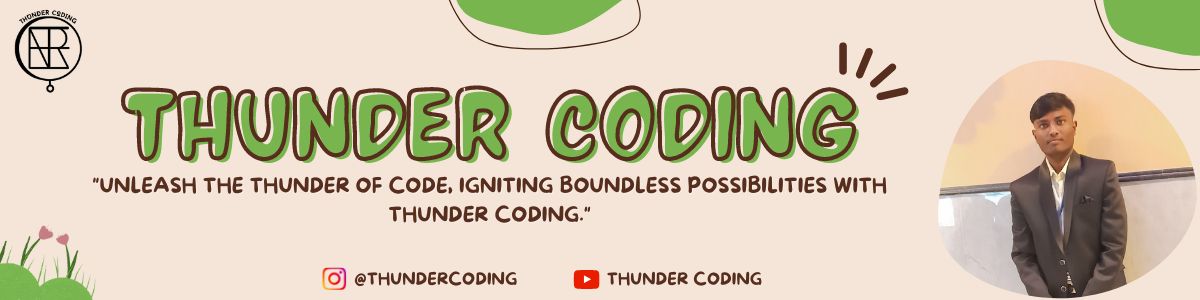 THUNDER CODING
THUNDER CODING
"UNLEASH THE THUNDER OF CODE, IGNITING BOUNDLESS POSSIBILITIES WITH
THUNDER CODING."
@THUNDERCODING
THUNDER CODING